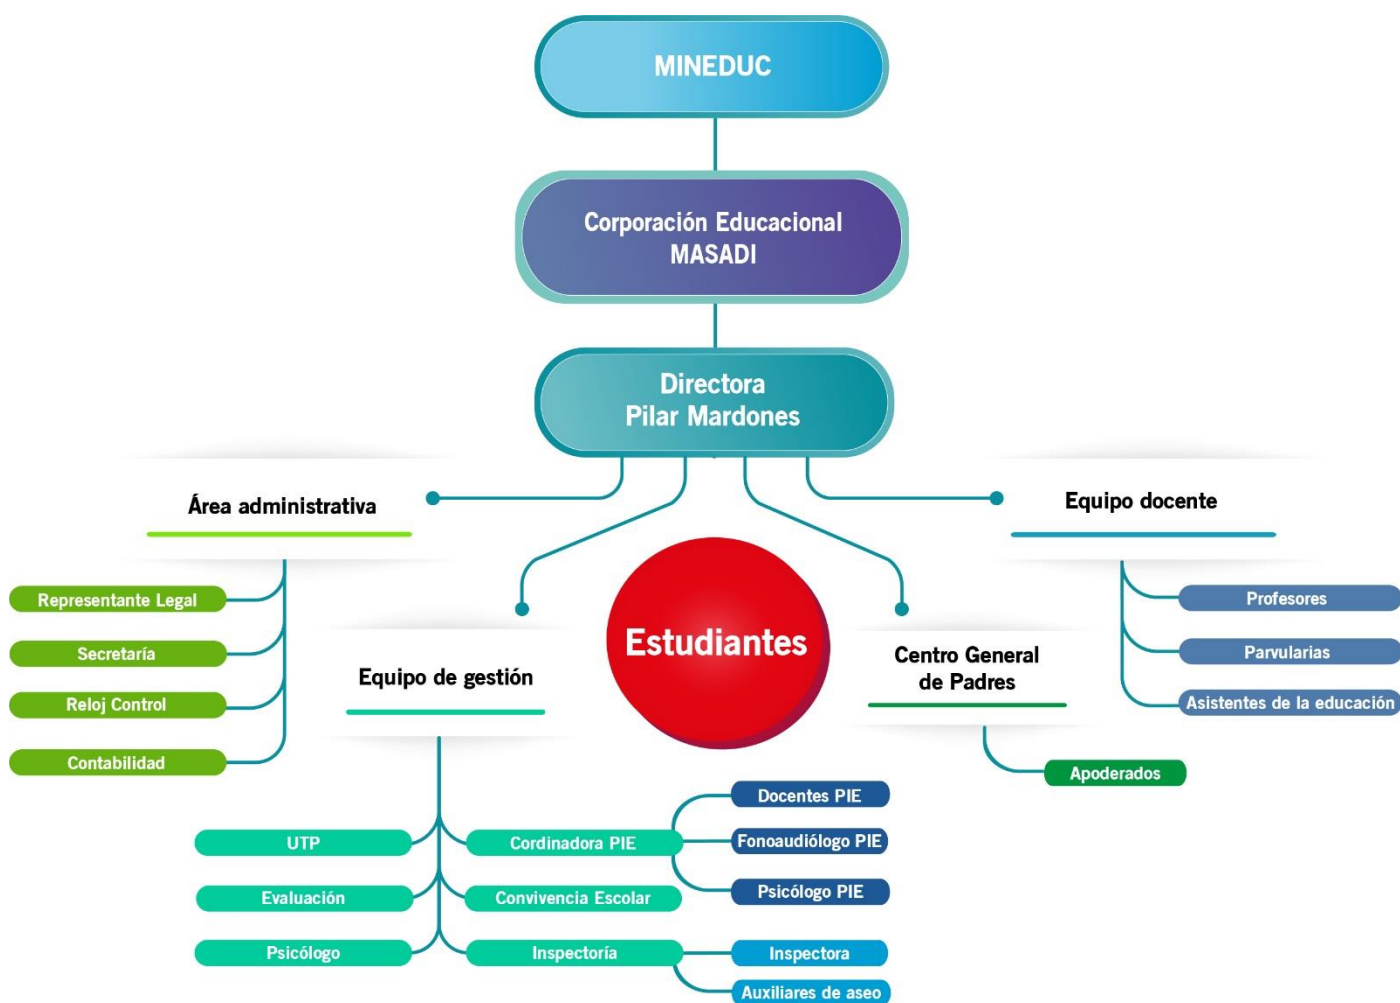 MINEDUC
Corporación Educacional
MASADI
Directora
Pilar Mardones
Área administrativa
Representante Legal
Secretaría
Reloj Control
Contabilidad
Equipo de gestión
UTP
Evaluación
Psicólogo
Cordinadora PIE
Convivencia Escolar
Inspectoría
Docentes PIE
Fonoaudiólogo PIE
Psicólogo PIE
Inspectora
Auxiliares de aseo
Estudiantes
Centro General
de Padres
Apoderados
Equipo docente
Profesores
Parvularias
Asistentes de la educación